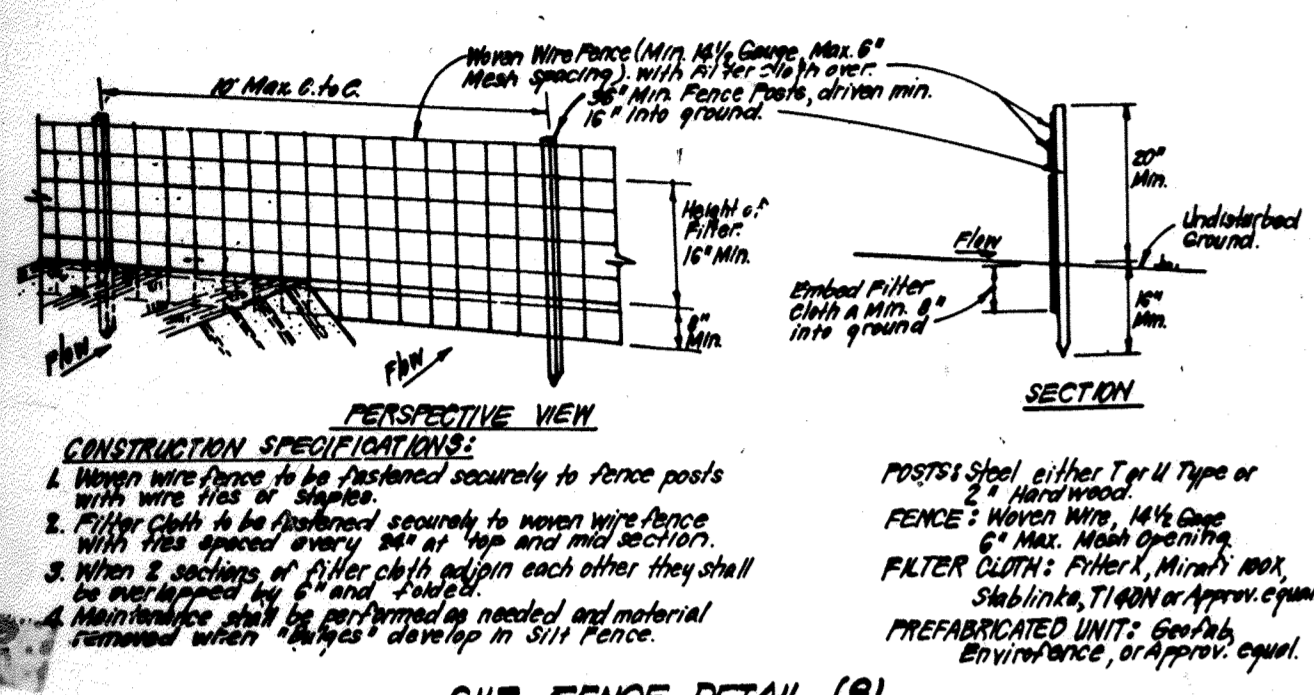 Woven Wire Fence (Min. 14½ Gauge, Max. 6"
Mesh spacing) with Filter cloth over.
36" Min. Fence Posts, driven min.
16" into ground.
10' Max C. to C.
Height of
Filter.
16" Min.
8"
Min.
Flow
Flow
PERSPECTIVE VIEW
20"
Min.
Undisturbed
Ground.
Flow
Embed Filter
Cloth a Min. 8"
into ground
16"
Min.
SECTION
CONSTRUCTION SPECIFICATIONS:
1. Woven wire fence to be fastened securely to fence posts
with wire ties or staples.
2. Filter Cloth to be fastened securely to woven wire fence
with ties spaced every 24" at top and mid section.
3. When 2 sections of filter cloth adjoin each other they shall
be overlapped by 6" and folded.
4. Maintenance shall be performed as needed and material
removed when "Bulges" develop in Silt Fence.
POSTS: Steel either T or U Type or
2" Hardwood.
FENCE: Woven Wire, 14½ Gage
6" Max. Mesh Opening
FILTER CLOTH: Filter X, Mirafi 100X,
Stablinka, T140N or Approv. equal
PREFABRICATED UNIT: Geofab,
Envirofence, or Approv. equal.
SILT FENCE DETAIL (8)